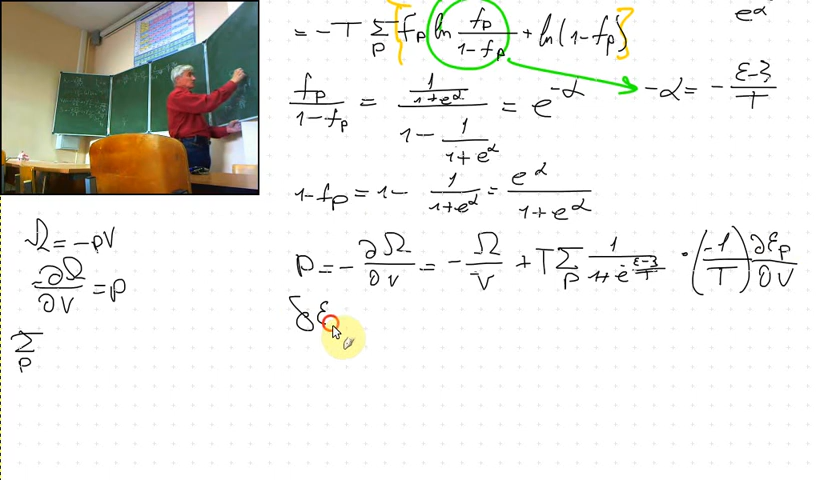 e^α
= -T Σ_p { f_p ln f_p/(1-f_p) + ln(1-f_p) }
f_p/(1-f_p) = (1/(1+e^α))/(1 - 1/(1+e^α)) = e^{-α}   -α = - (ε-ζ)/T
1-f_p = 1 - 1/(1+e^α) = e^α/(1+e^α)
Ω = -pV
∂Ω/∂V = p
Σ_p
P = - ∂Ω/∂V = - Ω/V + T Σ_p 1/(1+e^{-(ε-ζ)/T}) · (-1/T) ∂ε_p/∂V
δε